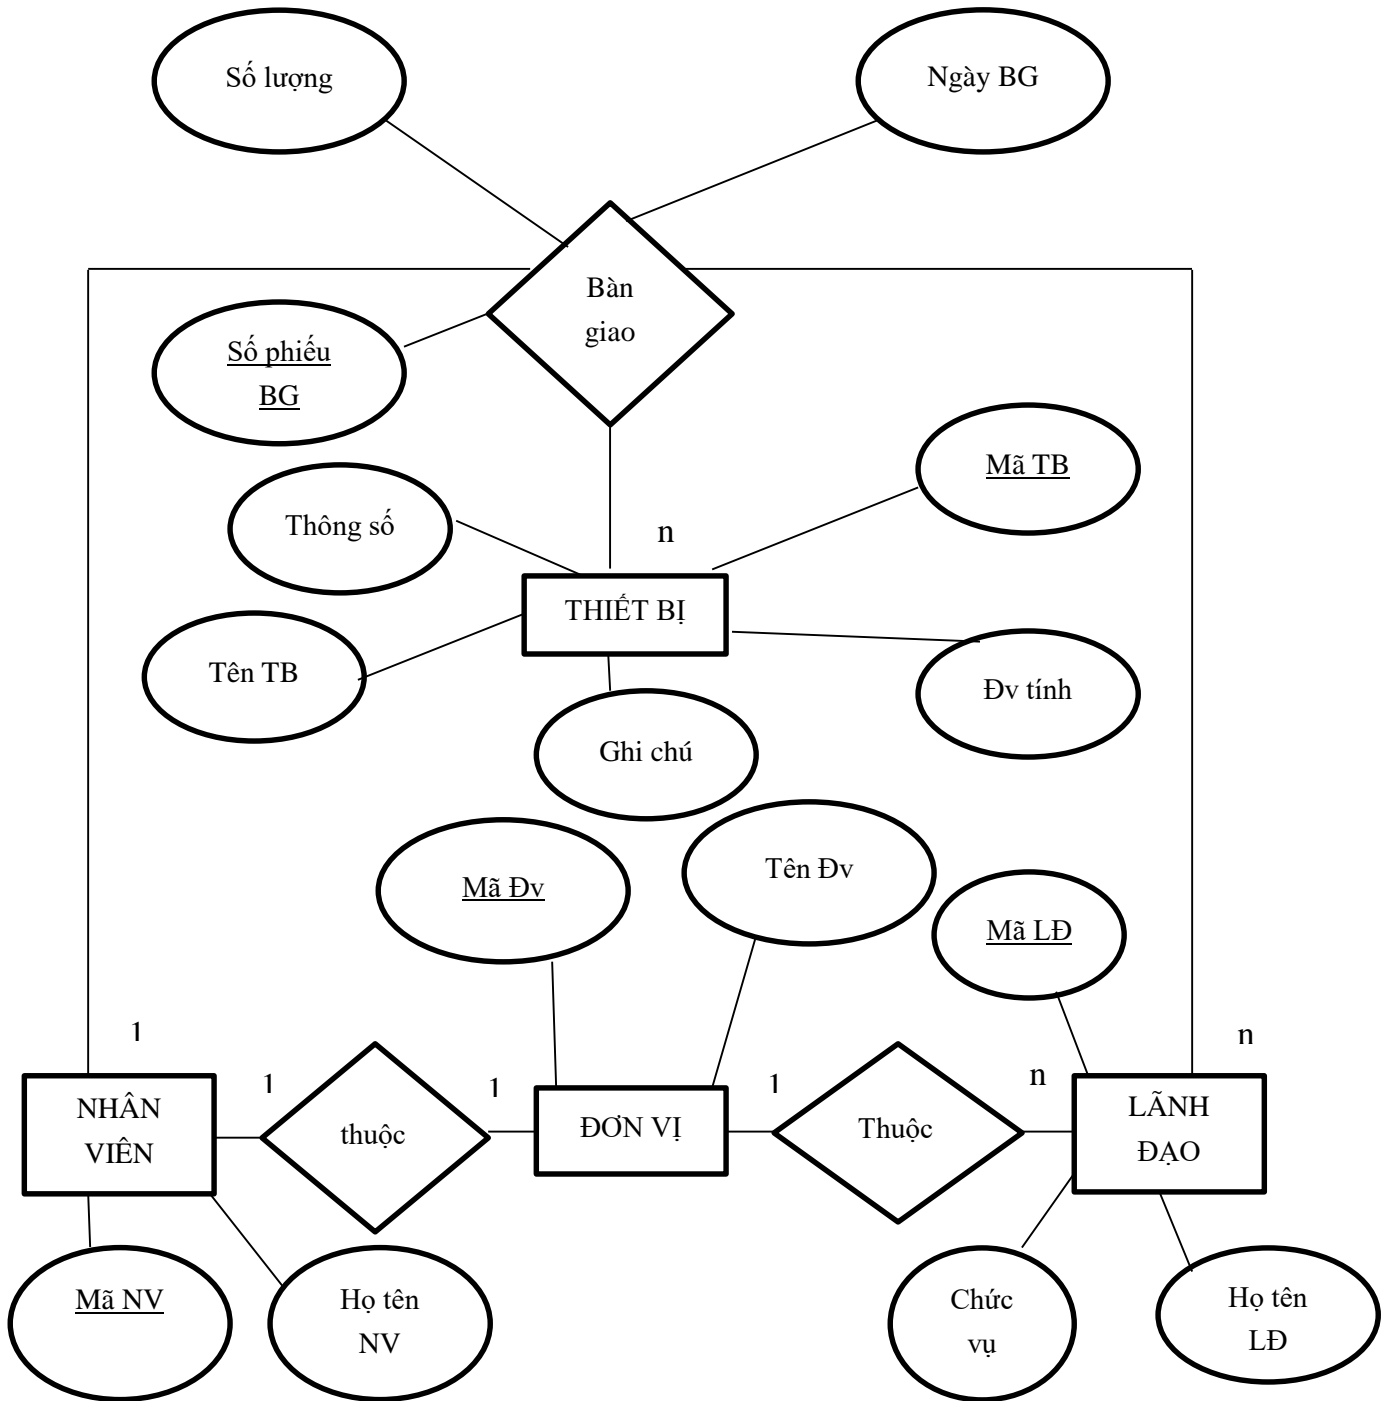 Số lượng
Ngày BG
Bàn
giao
Số phiếu
BG
Mã TB
Thông số
n
THIẾT BỊ
Tên TB
Đv tính
Ghi chú
Tên Đv
Mã Đv
Mã LĐ
1
n
1
1
1
n
NHÂN
VIÊN
thuộc
ĐƠN VỊ
Thuộc
LÃNH
ĐẠO
Mã NV
Họ tên
NV
Chức
vụ
Họ tên
LĐ